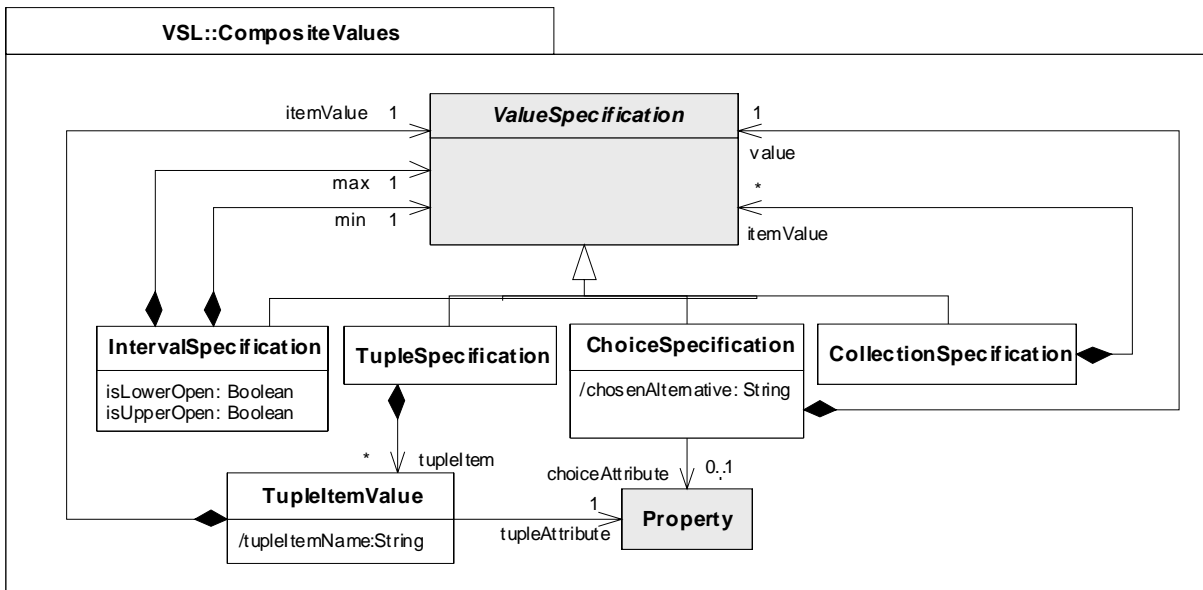 VSL::CompositeValues
itemValue 1
ValueSpecification
1
value
max 1
*
min 1
itemValue
IntervalSpecification
isLowerOpen: Boolean
isUpperOpen: Boolean
TupleSpecification
ChoiceSpecification
/chosenAlternative: String
CollectionSpecification
* tupleItem
choiceAttribute 0..1
TupleItemValue
/tupleItemName:String
1
tupleAttribute
Property